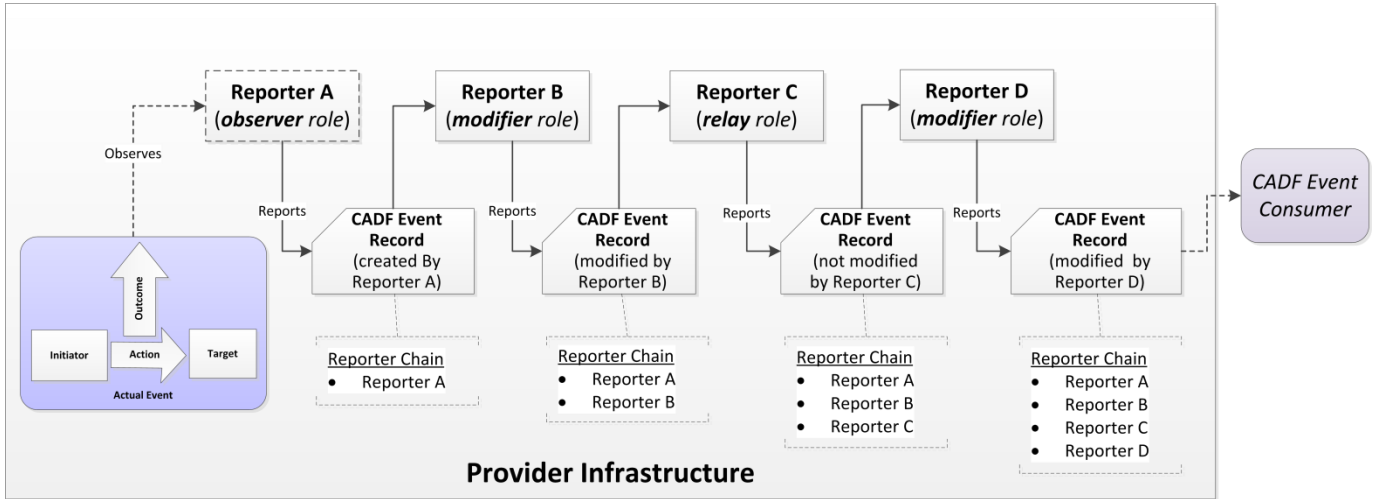 Reporter A
(observer role)
Reporter B
(modifier role)
Reporter C
(relay role)
Reporter D
(modifier role)
Observes
Reports
CADF Event
Record
(created By
Reporter A)
Reports
CADF Event
Record
(modified by
Reporter B)
Reports
CADF Event
Record
(not modified
by Reporter C)
Reports
CADF Event
Record
(modified by
Reporter D)
CADF Event
Consumer
Outcome
Initiator
Action
Target
Actual Event
Reporter Chain
• Reporter A
Reporter Chain
• Reporter A
• Reporter B
Reporter Chain
• Reporter A
• Reporter B
• Reporter C
Reporter Chain
• Reporter A
• Reporter B
• Reporter C
• Reporter D
Provider Infrastructure